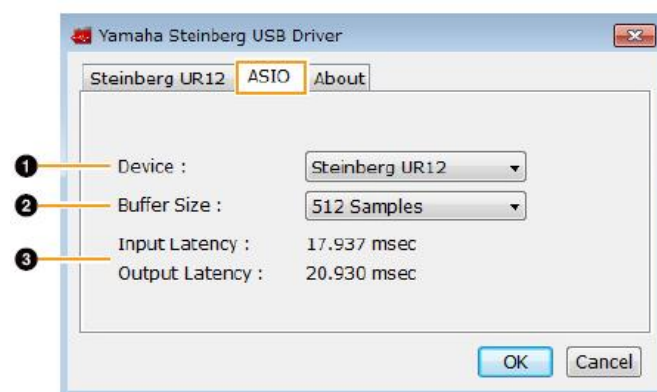 Yamaha Steinberg USB Driver
Steinberg UR12 ASIO About
1 Device : Steinberg UR12
2 Buffer Size : 512 Samples
3
Input Latency : 17.937 msec
Output Latency : 20.930 msec
OK Cancel